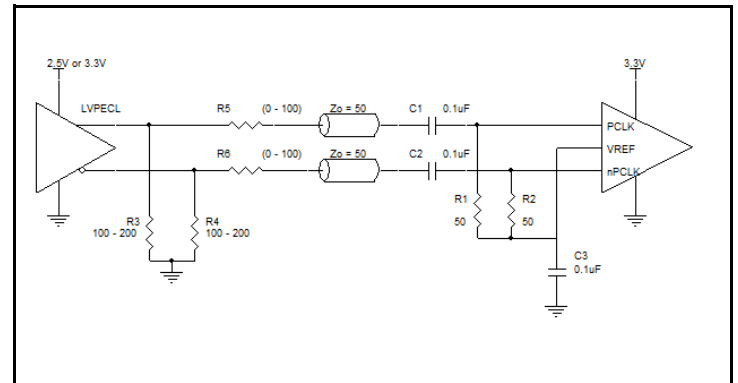 2.5V or 3.3V
3.3V
LVPECL
R5
(0 - 100)
Zo = 50
C1
0.1uF
PCLK
R6
(0 - 100)
Zo = 50
C2
0.1uF
VREF
nPCLK
R1
50
R2
50
R3
100 - 200
R4
100 - 200
C3
0.1uF